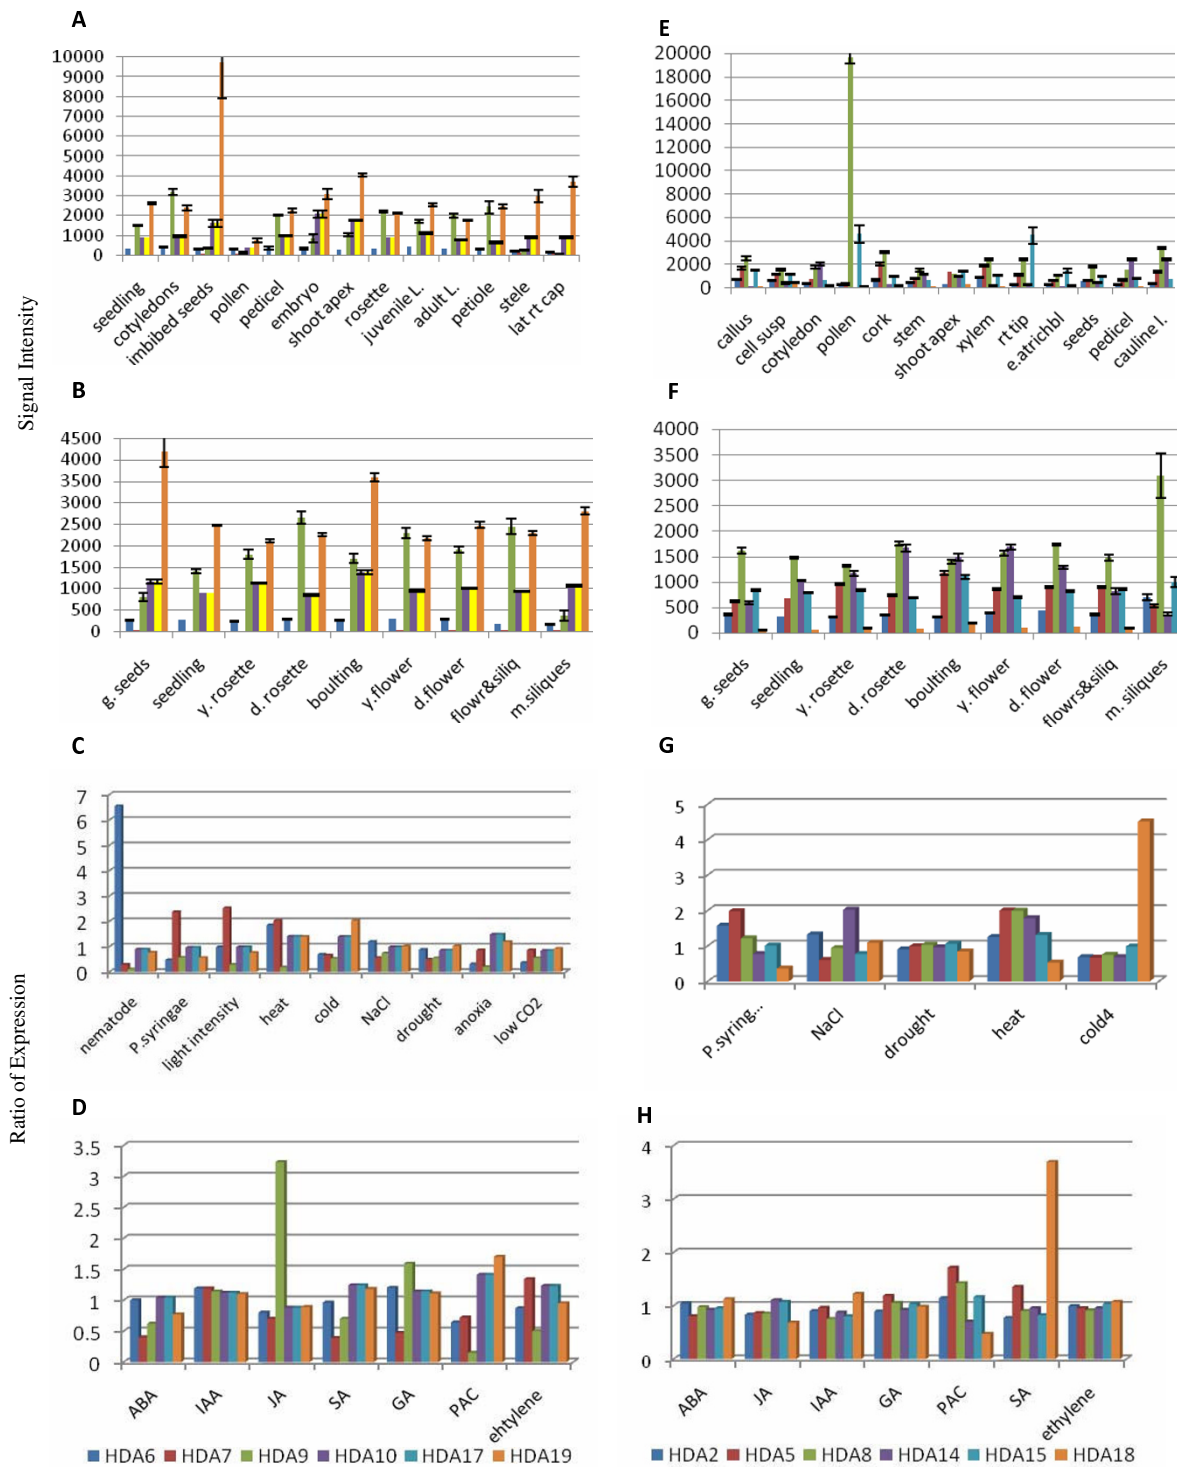 A
10000
9000
8000
7000
6000
5000
4000
3000
2000
1000
0
seedling
cotyledons
imbibed seeds
pollen
pedicel
embryo
shoot apex
rosette
juvenile L.
adult L.
petiole
stele
lat rt cap
E
20000
18000
16000
14000
12000
10000
8000
6000
4000
2000
0
callus
cell susp
cotyledon
pollen
cork
stem
shoot apex
xylem
rt tip
e.atrichbl
seeds
pedicel
cauline l.
Signal Intensity
B
4500
4000
3500
3000
2500
2000
1500
1000
500
0
g. seeds
seedling
y. rosette
d. rosette
boulting
y.flower
d.flower
flowr&siliq
m.siliques
F
4000
3500
3000
2500
2000
1500
1000
500
0
g. seeds
seedling
y. rosette
d. rosette
boulting
y. flower
d. flower
flowrs&siliq
m. siliques
C
7
6
5
4
3
2
1
0
nematode
P.syringae
light intensity
heat
cold
NaCl
drought
anoxia
low CO2
G
5
4
3
2
1
0
P.syring...
NaCl
drought
heat
cold4
Ratio of Expression
D
3.5
3
2.5
2
1.5
1
0.5
0
ABA
IAA
JA
SA
GA
PAC
ehtylene
HDA6 HDA7 HDA9 HDA10 HDA17 HDA19
H
4
3
2
1
0
ABA
JA
IAA
GA
PAC
SA
ethylene
HDA2 HDA5 HDA8 HDA14 HDA15 HDA18